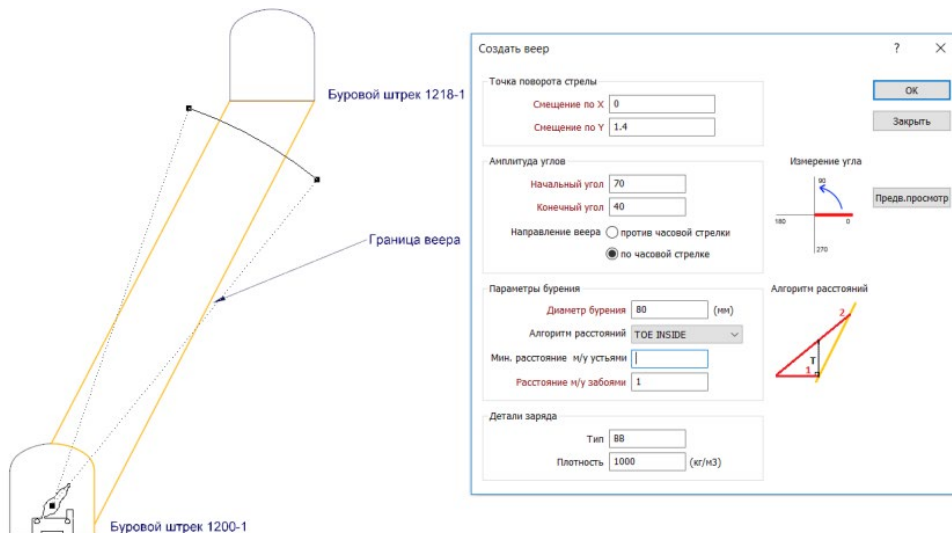 Буровой штрек 1218-1
Граница веера
Буровой штрек 1200-1
Создать веер
?
Точка поворота стрелы
Смещение по X 0
Смещение по Y 1.4
OK
Закрыть
Амплитуда углов
Начальный угол 70
Конечный угол 40
Направление веера против часовой стрелки
по часовой стрелке
Измерение угла
90
180 0
270
Предв.просмотр
Параметры бурения
Диаметр бурения 80 (мм)
Алгоритм расстояний TOE INSIDE
Мин. расстояние м/у устьями
Расстояние м/у забоями 1
Алгоритм расстояний
2
T
1
Детали заряда
Тип ВВ
Плотность 1000 (кг/м3)